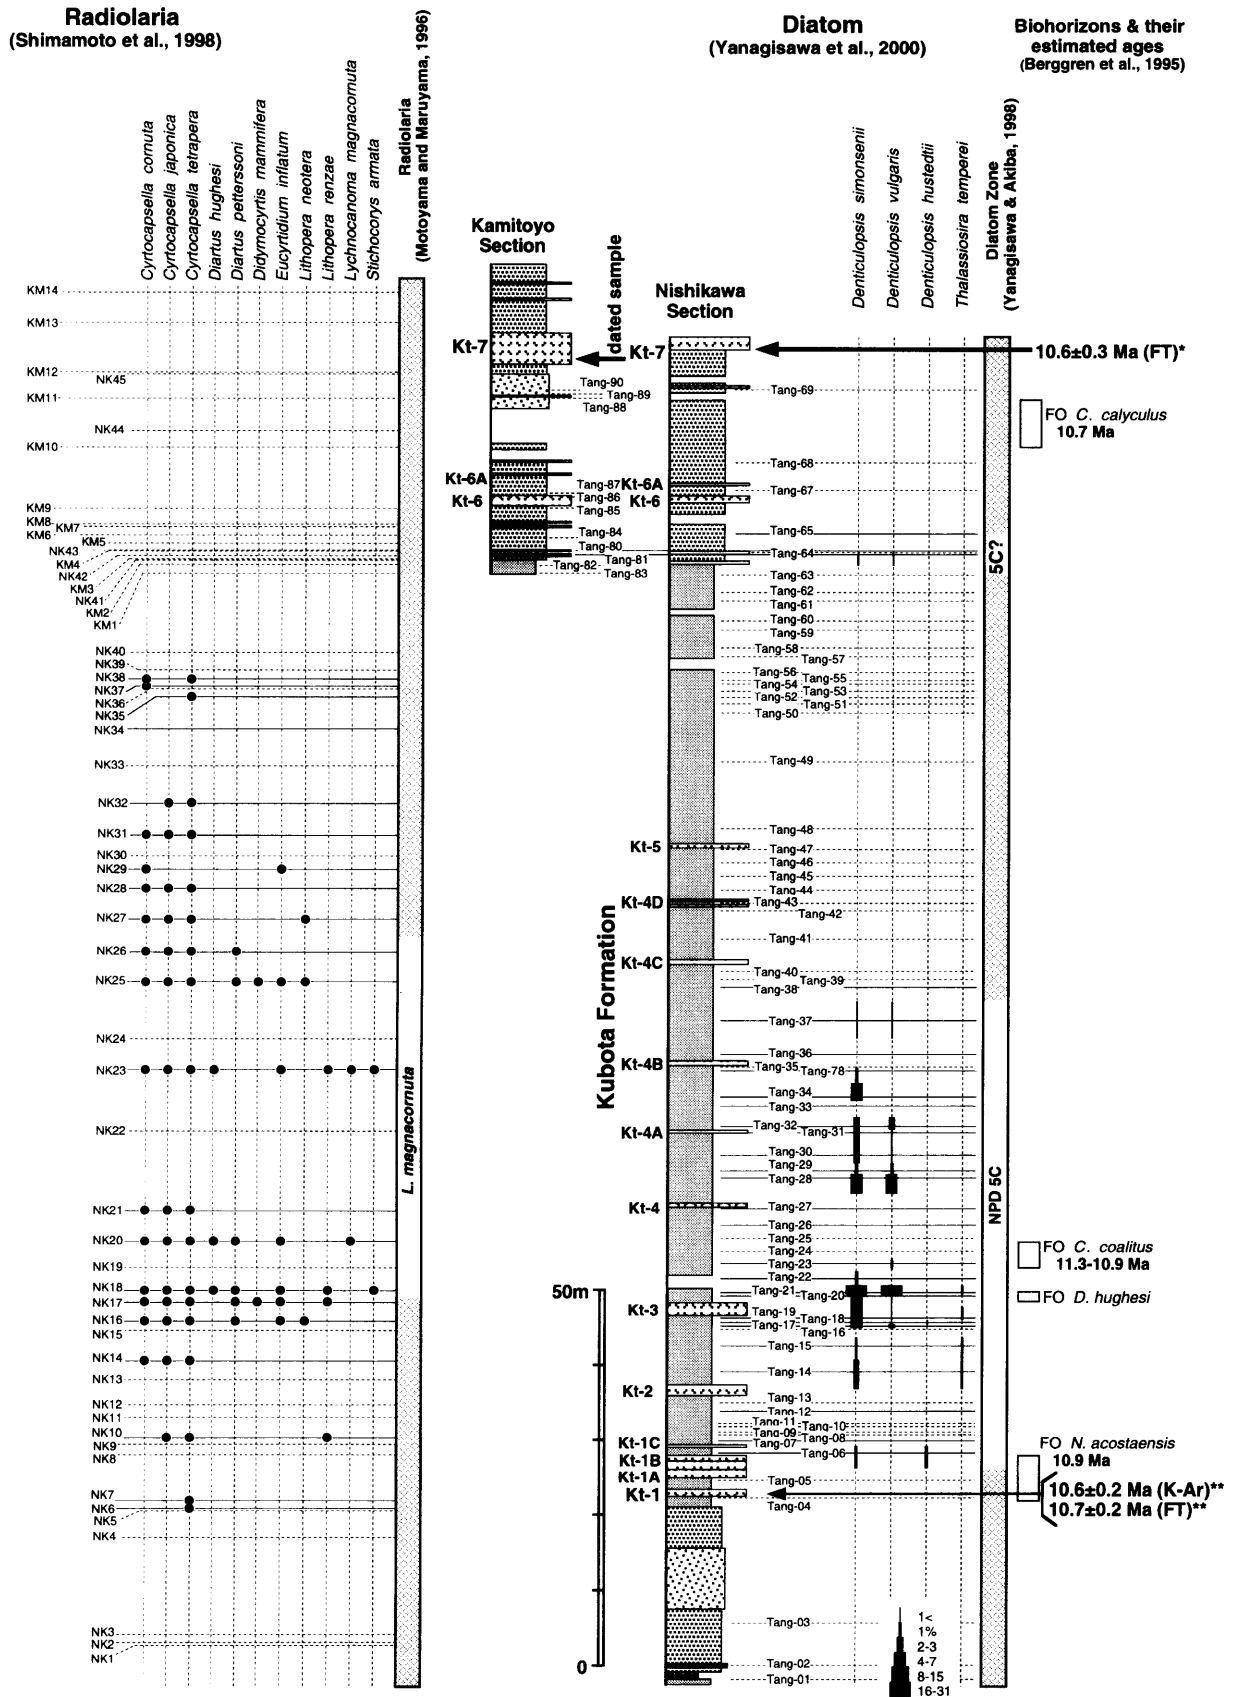 Radiolaria
(Shimamoto et al., 1998)
Cyrtocapsella cornuta
Cyrtocapsella japonica
Cyrtocapsella tetrapera
Diartus hughesi
Diartus petterssoni
Didymocyrtis mammifera
Eucyrtidium inflatum
Lithopera neotera
Lithopera renzae
Lychnocanoma magnacornuta
Stichocorys armata
Radiolaria
(Motoyama and Maruyama, 1996)
KM14
KM13
KM12
NK45
KM11
NK44
KM10
KM9
KM8
KM7
KM6
KM5
NK43
KM4
NK42
KM3
NK41
KM2
KM1
NK40
NK39
NK38
NK37
NK36
NK35
NK34
NK33
NK32
NK31
NK30
NK29
NK28
NK27
NK26
NK25
NK24
NK23
NK22
NK21
NK20
NK19
NK18
NK17
NK16
NK15
NK14
NK13
NK12
NK11
NK10
NK9
NK8
NK7
NK6
NK5
NK4
NK3
NK2
NK1
L. magnacornuta
Kamitoyo
Section
Kt-7
Kt-6A
Kt-6
dated sample
Tang-90
Tang-89
Tang-88
Tang-87
Tang-86
Tang-85
Tang-84
Tang-80
Tang-81
Tang-82
Tang-83
Kubota Formation
50m
0
Diatom
(Yanagisawa et al., 2000)
Nishikawa
Section
Kt-7
Kt-6A
Kt-6
Kt-5
Kt-4D
Kt-4C
Kt-4B
Kt-4A
Kt-4
Kt-3
Kt-2
Kt-1C
Kt-1B
Kt-1A
Kt-1
Denticulopsis simonsenii
Denticulopsis vulgaris
Denticulopsis hustedtii
Thalassiosira temperei
Diatom Zone
(Yanagisawa & Akiba, 1998)
Tang-69
Tang-68
Tang-67
Tang-65
Tang-64
Tang-63
Tang-62
Tang-61
Tang-60
Tang-59
Tang-58
Tang-57
Tang-56
Tang-55
Tang-54
Tang-53
Tang-52
Tang-51
Tang-50
Tang-49
Tang-48
Tang-47
Tang-46
Tang-45
Tang-44
Tang-43
Tang-42
Tang-41
Tang-40
Tang-39
Tang-38
Tang-37
Tang-36
Tang-35
Tang-78
Tang-34
Tang-33
Tang-32
Tang-31
Tang-30
Tang-29
Tang-28
Tang-27
Tang-26
Tang-25
Tang-24
Tang-23
Tang-22
Tang-21
Tang-20
Tang-19
Tang-18
Tang-17
Tang-16
Tang-15
Tang-14
Tang-13
Tang-12
Tang-11
Tang-10
Tang-09
Tang-08
Tang-07
Tang-06
Tang-05
Tang-04
Tang-03
Tang-02
Tang-01
1<
1%
2-3
4-7
8-15
16-31
5C?
NPD 5C
Biohorizons & their
estimated ages
(Berggren et al., 1995)
10.6±0.3 Ma (FT)*
FO C. calyculus
10.7 Ma
FO C. coalitus
11.3-10.9 Ma
FO D. hughesi
FO N. acostaensis
10.9 Ma
10.6±0.2 Ma (K-Ar)**
10.7±0.2 Ma (FT)**